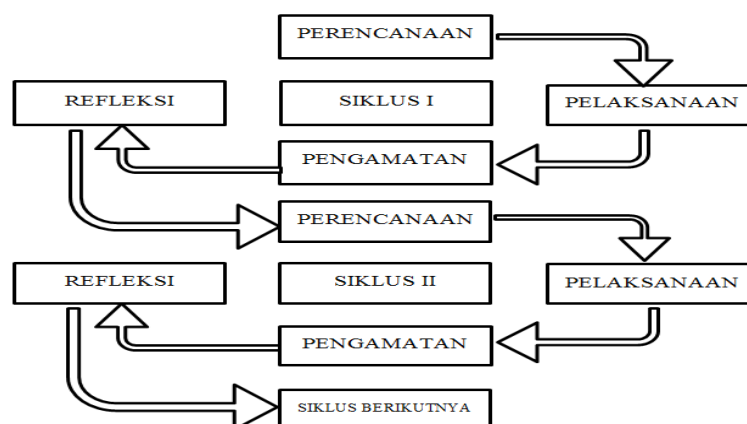 PERENCANAAN
REFLEKSI
SIKLUS I
PELAKSANAAN
PENGAMATAN
PERENCANAAN
REFLEKSI
SIKLUS II
PELAKSANAAN
PENGAMATAN
SIKLUS BERIKUTNYA